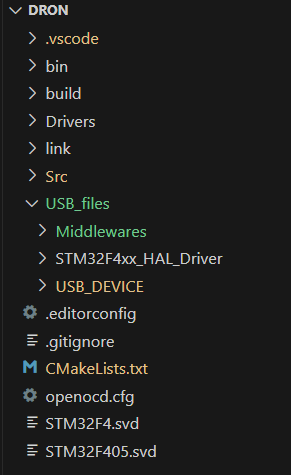 DRON
.vscode
bin
build
Drivers
link
Src
USB_files
Middlewares
STM32F4xx_HAL_Driver
USB_DEVICE
.editorconfig
.gitignore
CMakeLists.txt
openocd.cfg
STM32F4.svd
STM32F405.svd